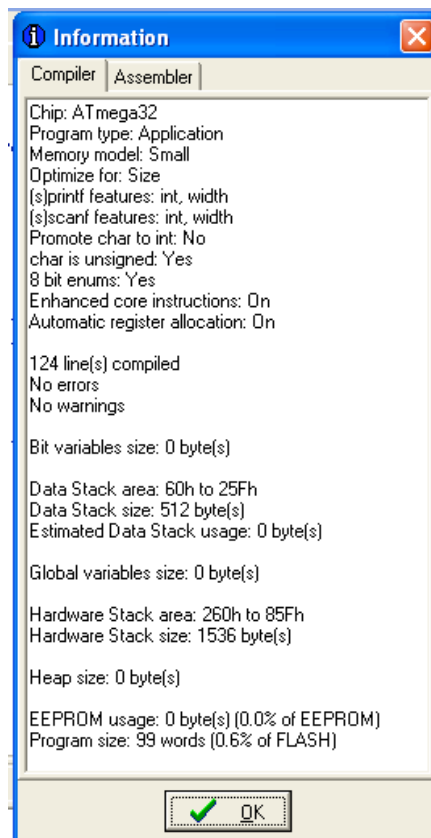 Information
Compiler
Assembler
Chip: ATmega32
Program type: Application
Memory model: Small
Optimize for: Size
(s)printf features: int, width
(s)scanf features: int, width
Promote char to int: No
char is unsigned: Yes
8 bit enums: Yes
Enhanced core instructions: On
Automatic register allocation: On
124 line(s) compiled
No errors
No warnings
Bit variables size: 0 byte(s)
Data Stack area: 60h to 25Fh
Data Stack size: 512 byte(s)
Estimated Data Stack usage: 0 byte(s)
Global variables size: 0 byte(s)
Hardware Stack area: 260h to 85Fh
Hardware Stack size: 1536 byte(s)
Heap size: 0 byte(s)
EEPROM usage: 0 byte(s) (0.0% of EEPROM)
Program size: 99 words (0.6% of FLASH)
OK